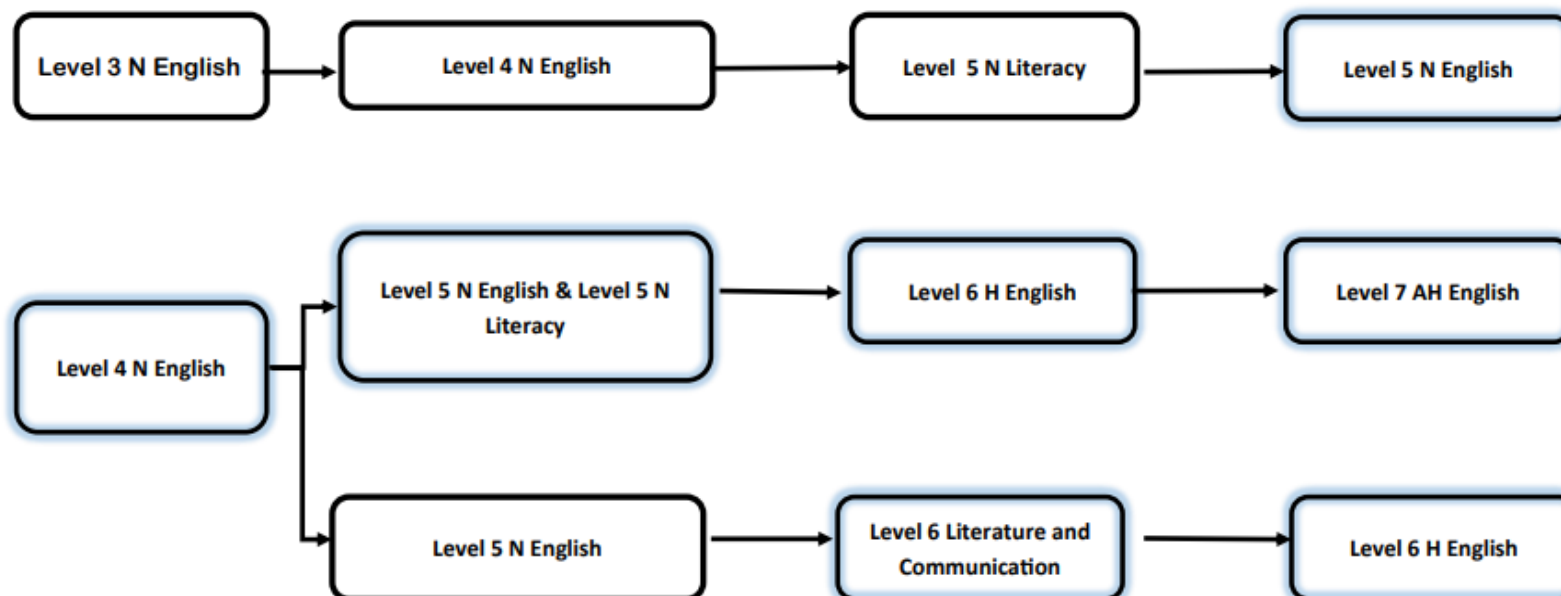 Level 3 N English
Level 4 N English
Level 5 N Literacy
Level 5 N English
Level 5 N English & Level 5 N
Literacy
Level 6 H English
Level 7 AH English
Level 4 N English
Level 5 N English
Level 6 Literature and
Communication
Level 6 H English